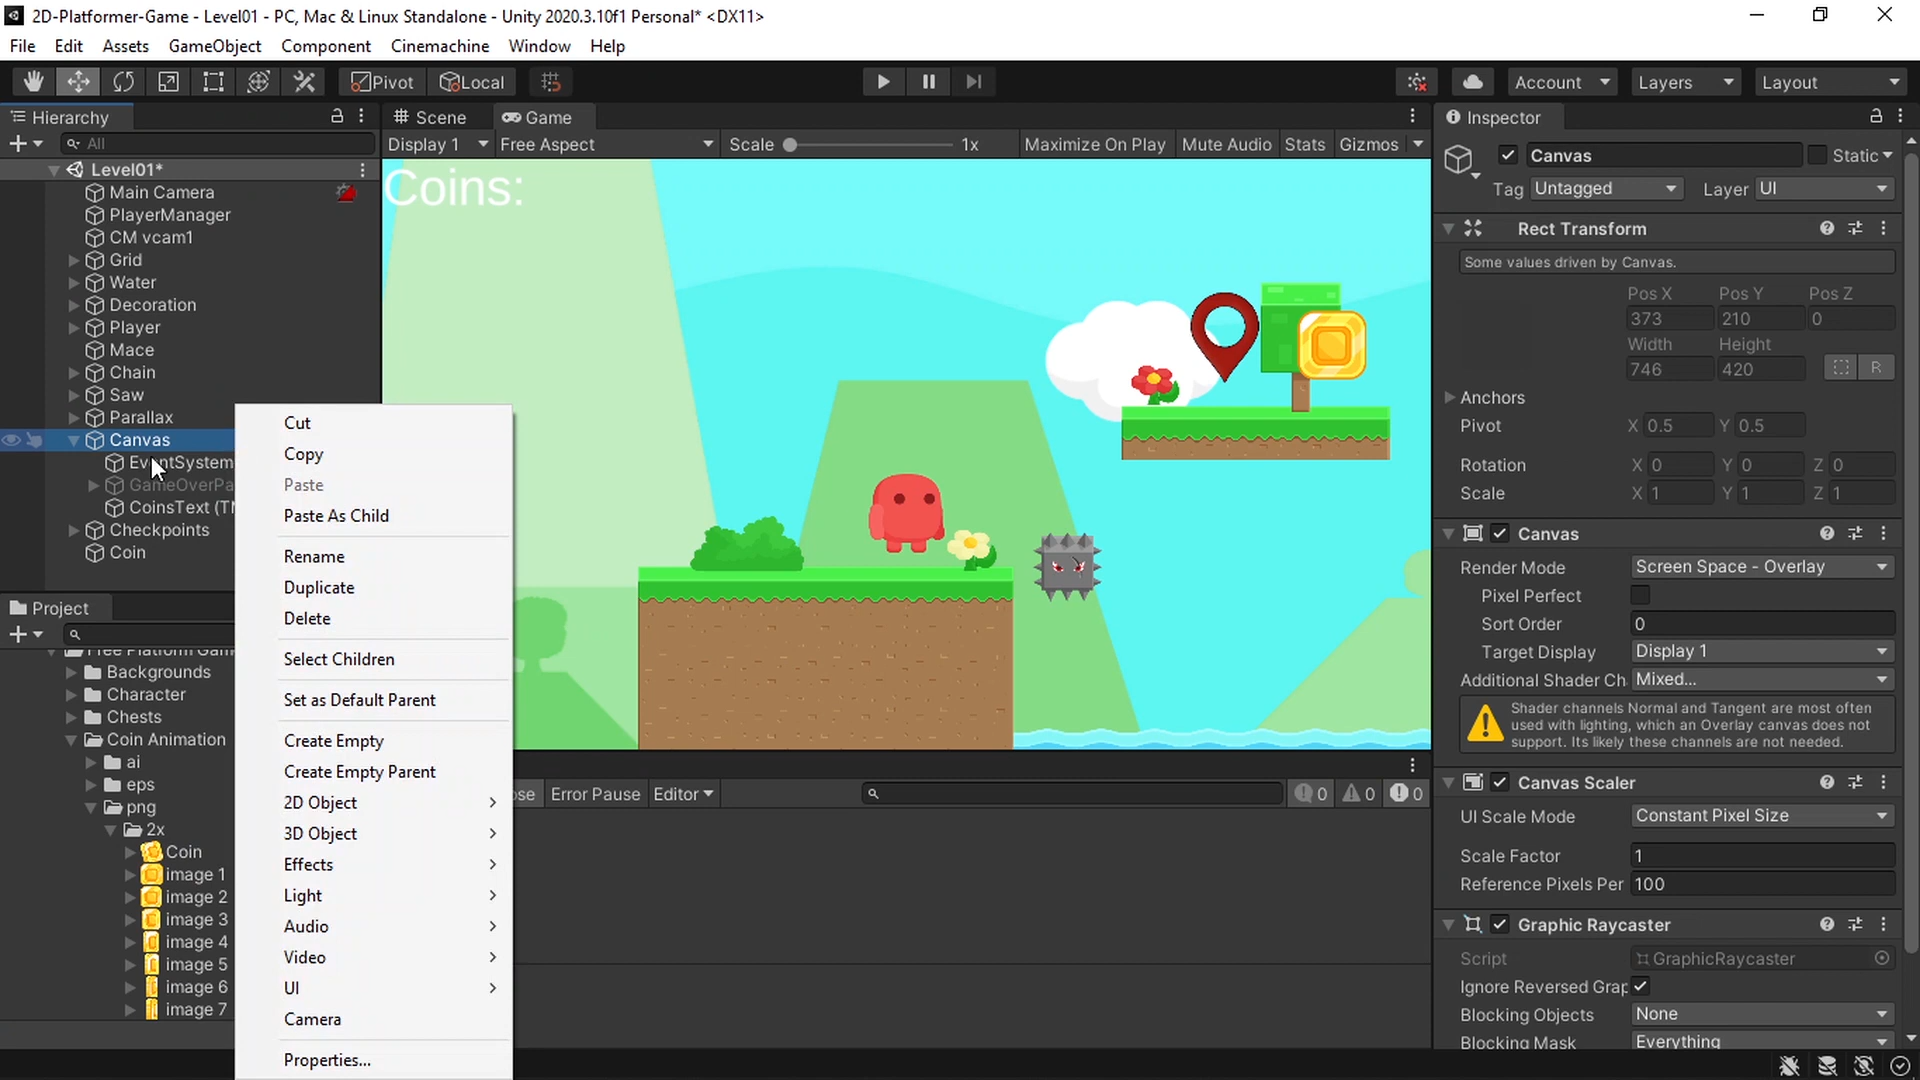 2D-Platformer-Game - Level01 - PC, Mac & Linux Standalone - Unity 2020.3.10f1 Personal* <DX11>
File Edit Assets GameObject Component Cinemachine Window Help
Pivot Local Account Layers Layout
Hierarchy
All
Level01*
Main Camera
PlayerManager
CM vcam1
Grid
Water
Decoration
Player
Mace
Chain
Saw
Parallax
Canvas
EventSystem
GameOverPa
CoinsText (TM
Checkpoints
Coin
Project
Free Platform Gam
Backgrounds
Character
Chests
Coin Animation
ai
eps
png
2x
Coin
image 1
image 2
image 3
image 4
image 5
image 6
image 7
Cut
Copy
Paste
Paste As Child
Rename
Duplicate
Delete
Select Children
Set as Default Parent
Create Empty
Create Empty Parent
2D Object
3D Object
Effects
Light
Audio
Video
UI
Camera
Properties...
Scene Game
Display 1 Free Aspect Scale 1x Maximize On Play Mute Audio Stats Gizmos
Coins:
Error Pause Editor 0 0 0
Inspector
Canvas Static
Tag Untagged Layer UI
Rect Transform
Some values driven by Canvas.
Pos X Pos Y Pos Z
373 210 0
Width Height
746 420 R
Anchors
Pivot X 0.5 Y 0.5
Rotation X 0 Y 0 Z 0
Scale X 1 Y 1 Z 1
Canvas
Render Mode Screen Space - Overlay
Pixel Perfect
Sort Order 0
Target Display Display 1
Additional Shader Ch Mixed...
Shader channels Normal and Tangent are most often
used with lighting, which an Overlay canvas does not
support. Its likely these channels are not needed.
Canvas Scaler
UI Scale Mode Constant Pixel Size
Scale Factor 1
Reference Pixels Per 100
Graphic Raycaster
Script GraphicRaycaster
Ignore Reversed Grap
Blocking Objects None
Blocking Mask Everything